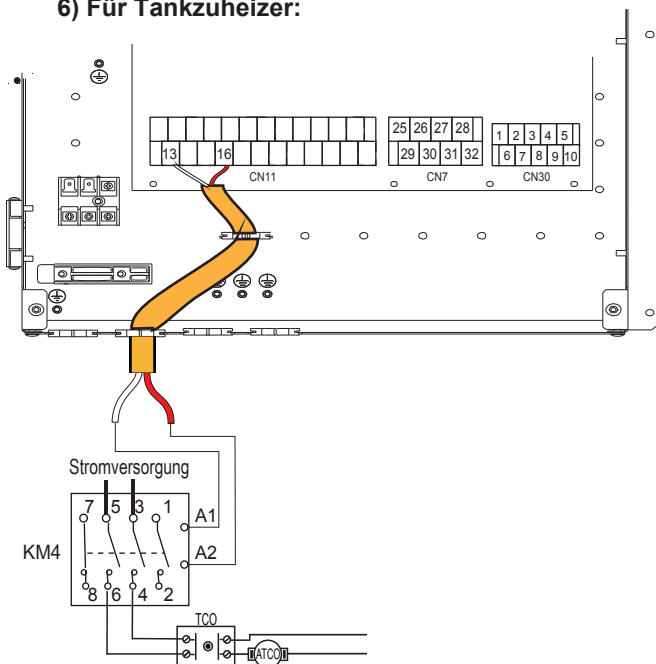 6) Für Tankzuheizer:
25 26 27 28
1 2 3 4 5
13 16
29 30 31 32
6 7 8 9 10
CN11 CN7 CN30
Stromversorgung
7 5 3 1
A1
KM4
A2
8 6 4 2
TCO
ATCO